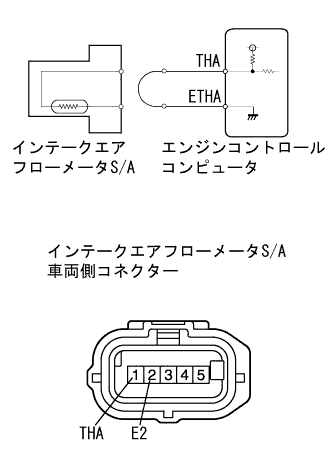 THA
ETHA
インテークエア
フローメータS/A
エンジンコントロール
コンピュータ
インテークエアフローメータS/A
車両側コネクター
1 2 3 4 5
THA E2